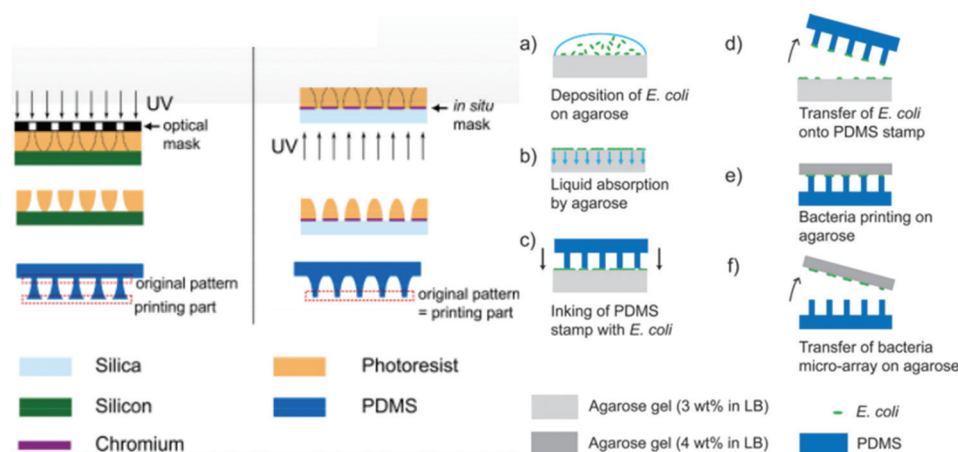 UV
optical
mask
original pattern
printing part
in situ
mask
UV
original pattern
= printing part
Silica
Silicon
Chromium
Photoresist
PDMS
a)
Deposition of E. coli
on agarose
b)
Liquid absorption
by agarose
c)
Inking of PDMS
stamp with E. coli
d)
Transfer of E. coli
onto PDMS stamp
e)
Bacteria printing on
agarose
f)
Transfer of bacteria
micro-array on agarose
Agarose gel (3 wt% in LB)
Agarose gel (4 wt% in LB)
E. coli
PDMS